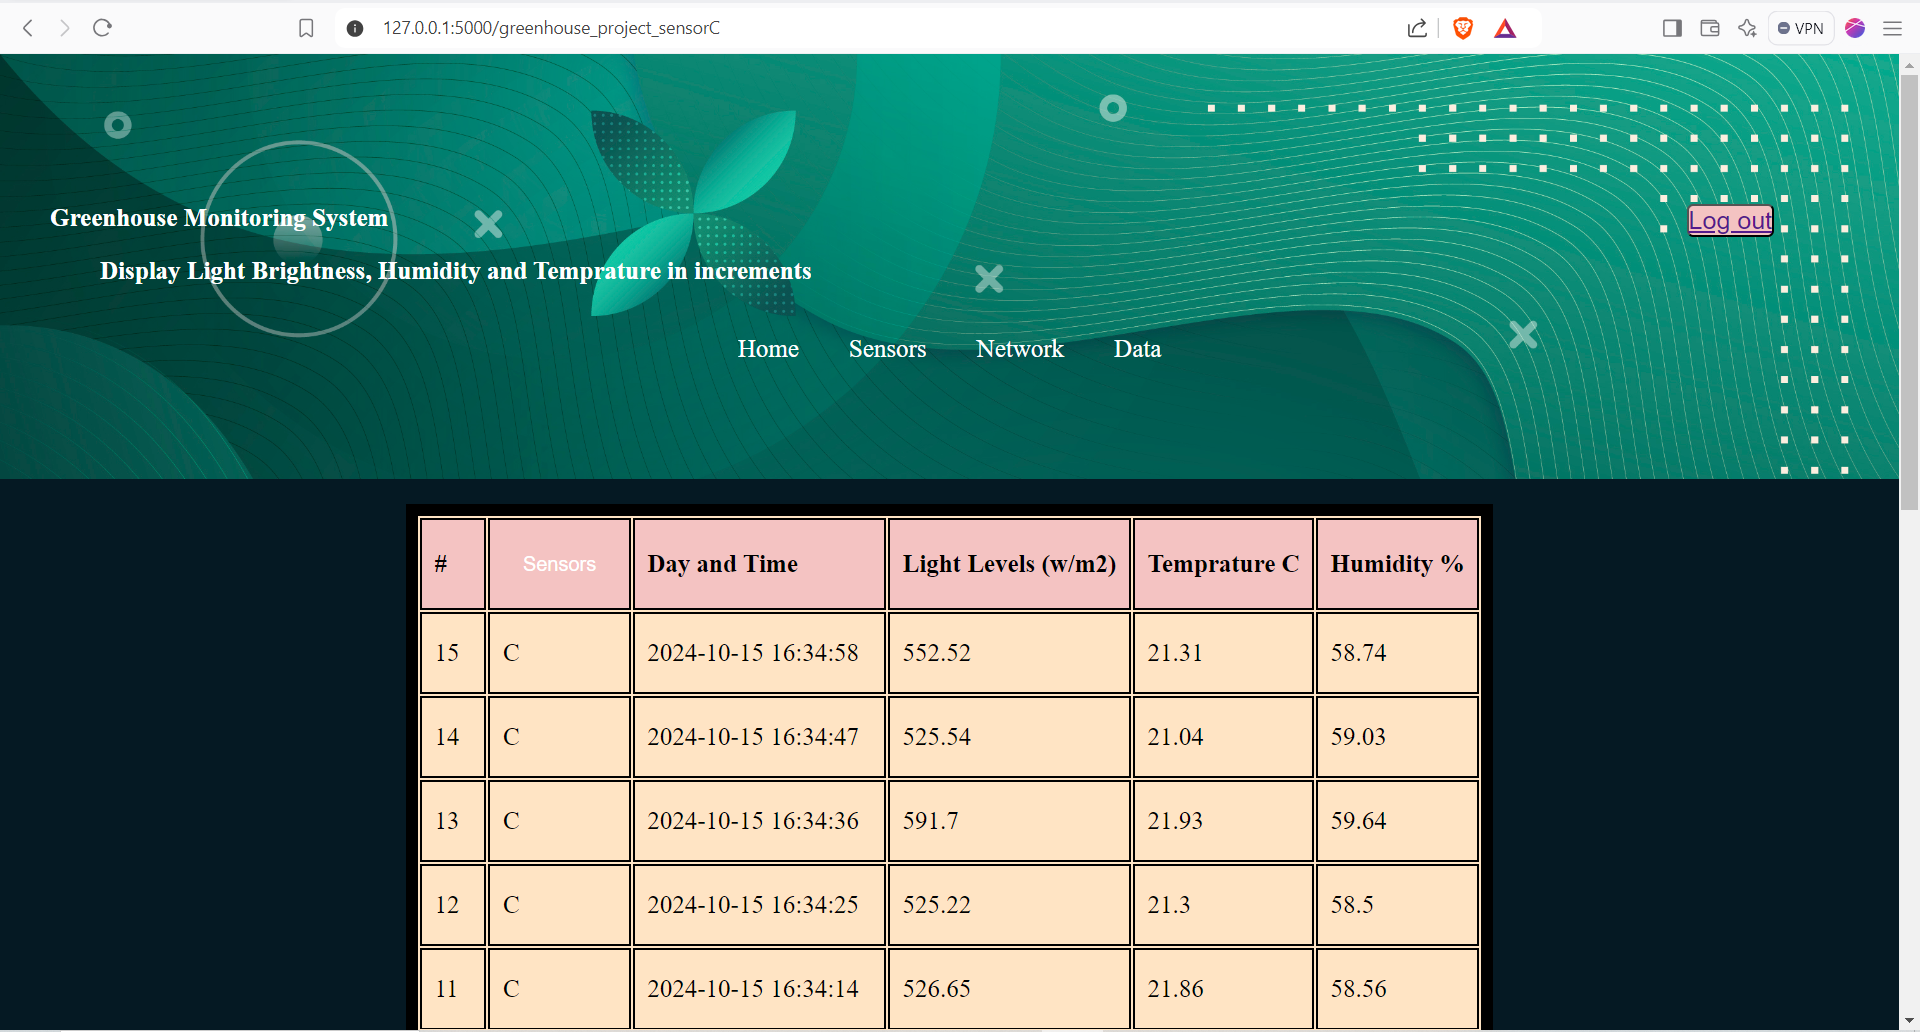 127.0.0.1:5000/greenhouse_project_sensorC
VPN
Greenhouse Monitoring System
Log out
Display Light Brightness, Humidity and Temprature in increments
Home Sensors Network Data
# Sensors Day and Time Light Levels (w/m2) Temprature C Humidity %
15 C 2024-10-15 16:34:58 552.52 21.31 58.74
14 C 2024-10-15 16:34:47 525.54 21.04 59.03
13 C 2024-10-15 16:34:36 591.7 21.93 59.64
12 C 2024-10-15 16:34:25 525.22 21.3 58.5
11 C 2024-10-15 16:34:14 526.65 21.86 58.56